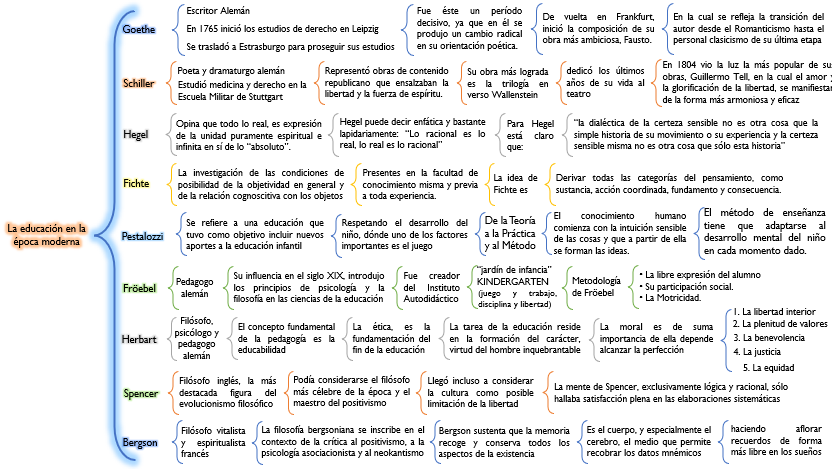 La educación en la
época moderna
Goethe
Escritor Alemán
En 1765 inició los estudios de derecho en Leipzig
Se trasladó a Estrasburgo para proseguir sus estudios
Fue éste un período
decisivo, ya que en él se
produjo un cambio radical
en su orientación poética.
De vuelta en Frankfurt,
inició la composición de su
obra más ambiciosa, Fausto.
En la cual se refleja la transición del
autor desde el Romanticismo hasta el
personal clasicismo de su última etapa
Schiller
Poeta y dramaturgo alemán
Estudió medicina y derecho en la
Escuela Militar de Stuttgart
Representó obras de contenido
republicano que ensalzaban la
libertad y la fuerza de espíritu.
Su obra más lograda
es la trilogía en
verso Wallenstein
dedicó los últimos
años de su vida al
teatro
En 1804 vio la luz la más popular de sus
obras, Guillermo Tell, en la cual el amor y
la glorificación de la libertad, se manifiestan
de la forma más armoniosa y eficaz
Hegel
Opina que todo lo real, es expresión
de la unidad puramente espiritual e
infinita en sí de lo “absoluto”.
Hegel puede decir enfática y bastante
lapidariamente: “Lo racional es lo
real, lo real es lo racional”
Para Hegel
está claro
que:
“la dialéctica de la certeza sensible no es otra cosa que la
simple historia de su movimiento o su experiencia y la certeza
sensible misma no es otra cosa que sólo esta historia”
Fichte
La investigación de las condiciones de
posibilidad de la objetividad en general y
de la relación cognoscitiva con los objetos
Presentes en la facultad de
conocimiento misma y previa
a toda experiencia.
La idea de
Fichte es
Derivar todas las categorías del pensamiento, como
sustancia, acción coordinada, fundamento y consecuencia.
Pestalozzi
Se refiere a una educación que
tuvo como objetivo incluir nuevos
aportes a la educación infantil
Respetando el desarrollo del
niño, dónde uno de los factores
importantes es el juego
De la Teoría
a la Práctica
y al Método
El conocimiento humano
comienza con la intuición sensible
de las cosas y que a partir de ella
se forman las ideas.
El método de enseñanza
tiene que adaptarse al
desarrollo mental del niño
en cada momento dado.
Fröebel
Pedagogo
alemán
Su influencia en el siglo XIX, introdujo
los principios de psicología y la
filosofía en las ciencias de la educación
Fue creador
del Instituto
Autodidáctico
“jardín de infancia”
KINDERGARTEN
(juego y trabajo,
disciplina y libertad)
Metodología
de Fröebel
• La libre expresión del alumno
• Su participación social.
• La Motricidad.
Herbart
Filósofo,
psicólogo y
pedagogo
alemán
El concepto fundamental
de la pedagogía es la
educabilidad
La ética, es la
fundamentación del
fin de la educación
La tarea de la educación reside
en la formación del carácter,
virtud del hombre inquebrantable
La moral es de suma
importancia de ella depende
alcanzar la perfección
1. La libertad interior
2. La plenitud de valores
3. La benevolencia
4. La justicia
5. La equidad
Spencer
Filósofo inglés, la más
destacada figura del
evolucionismo filosófico
Podía considerarse el filósofo
más célebre de la época y el
maestro del positivismo
Llegó incluso a considerar
la cultura como posible
limitación de la libertad
La mente de Spencer, exclusivamente lógica y racional, sólo
hallaba satisfacción plena en las elaboraciones sistemáticas
Bergson
Filósofo vitalista
y espiritualista
francés
La filosofía bergsoniana se inscribe en el
contexto de la crítica al positivismo, a la
psicología asociacionista y al neokantismo
Bergson sustenta que la memoria
recoge y conserva todos los
aspectos de la existencia
Es el cuerpo, y especialmente el
cerebro, el medio que permite
recobrar los datos mnémicos
haciendo aflorar
recuerdos de forma
más libre en los sueños